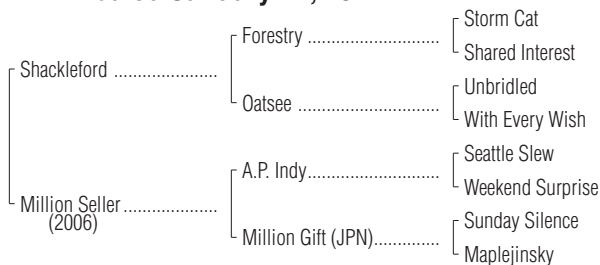 Storm Cat
Forestry
Shared Interest
Shackleford
Unbridled
Oatsee
With Every Wish
Seattle Slew
A.P. Indy
Weekend Surprise
Million Seller
(2006)
Sunday Silence
Million Gift (JPN)
Maplejinsky